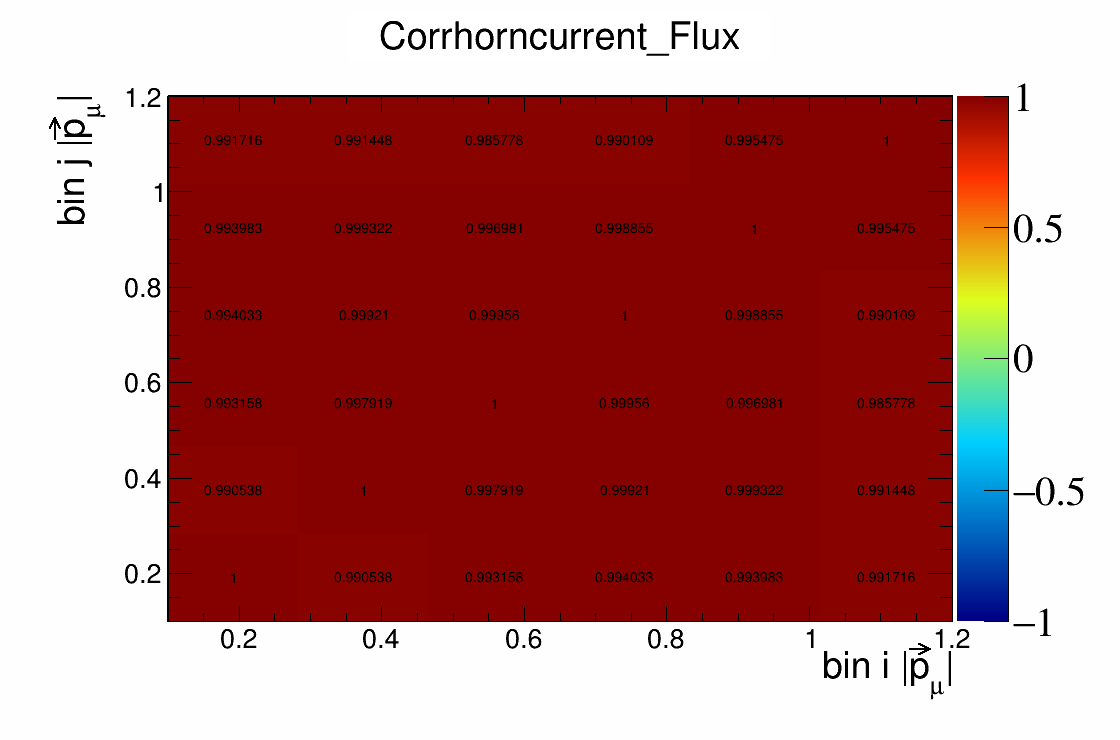 Corrhorncurrent_Flux
bin j |p⃗μ|
1.2
1
0.8
0.6
0.4
0.2
0.991716 0.991448 0.985778 0.990109 0.995475 1
0.993983 0.999322 0.996981 0.998855 1 0.995475
0.994033 0.99921 0.99956 1 0.998855 0.990109
0.993158 0.997919 1 0.99956 0.996981 0.985778
0.990538 1 0.997919 0.99921 0.999322 0.991448
1 0.990538 0.993158 0.994033 0.993983 0.991716
0.2 0.4 0.6 0.8 1 1.2
bin i |p⃗μ|
1
0.5
0
−0.5
−1